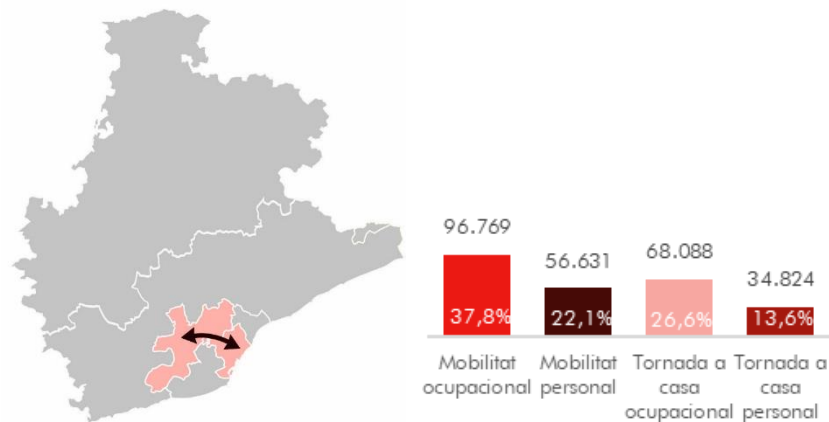 96.769
56.631
68.088
34.824
37,8%
22,1%
26,6%
13,6%
Mobilitat
ocupacional
Mobilitat
personal
Tornada a
casa
ocupacional
Tornada a
casa
personal